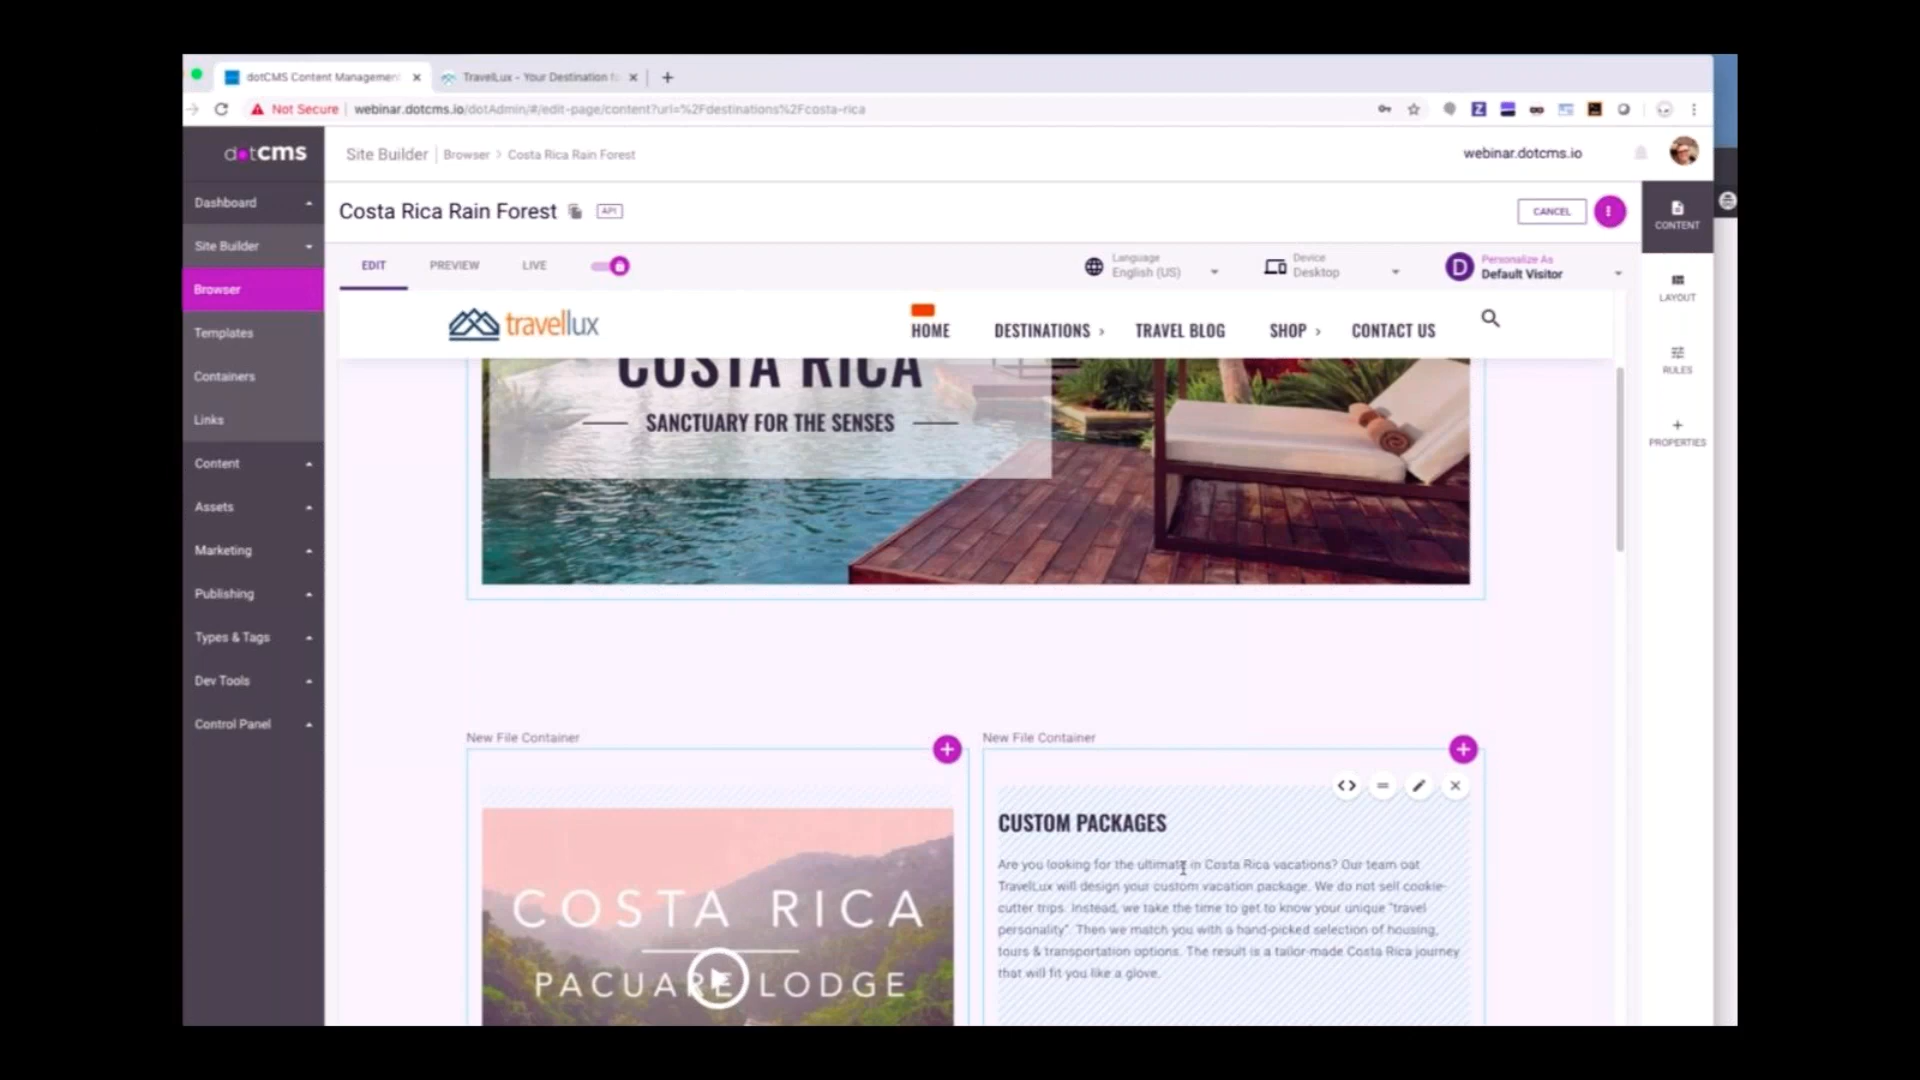 dotCMS Content Management
TravelLux - Your Destination f
Not Secure | webinar.dotcms.io/dotAdmin/#/edit-page/content?url=%2Fdestinations%2Fcosta-rica
dotCMS
Site Builder
Browser > Costa Rica Rain Forest
webinar.dotcms.io
Dashboard
Site Builder
Browser
Templates
Containers
Links
Content
Assets
Marketing
Publishing
Types & Tags
Dev Tools
Control Panel
Costa Rica Rain Forest
API
CANCEL
EDIT
PREVIEW
LIVE
Language
English (US)
Device
Desktop
D
Personalize As
Default Visitor
CONTENT
LAYOUT
RULES
PROPERTIES
travellux
HOME
DESTINATIONS ›
TRAVEL BLOG
SHOP ›
CONTACT US
COSTA RICA
SANCTUARY FOR THE SENSES
New File Container
COSTA RICA
PACUARE LODGE
New File Container
CUSTOM PACKAGES
Are you looking for the ultimate in Costa Rica vacations? Our team oat
TravelLux will design your custom vacation package. We do not sell cookie-
cutter trips. Instead, we take the time to get to know your unique "travel
personality". Then we match you with a hand-picked selection of housing,
tours & transportation options. The result is a tailor-made Costa Rica journey
that will fit you like a glove.